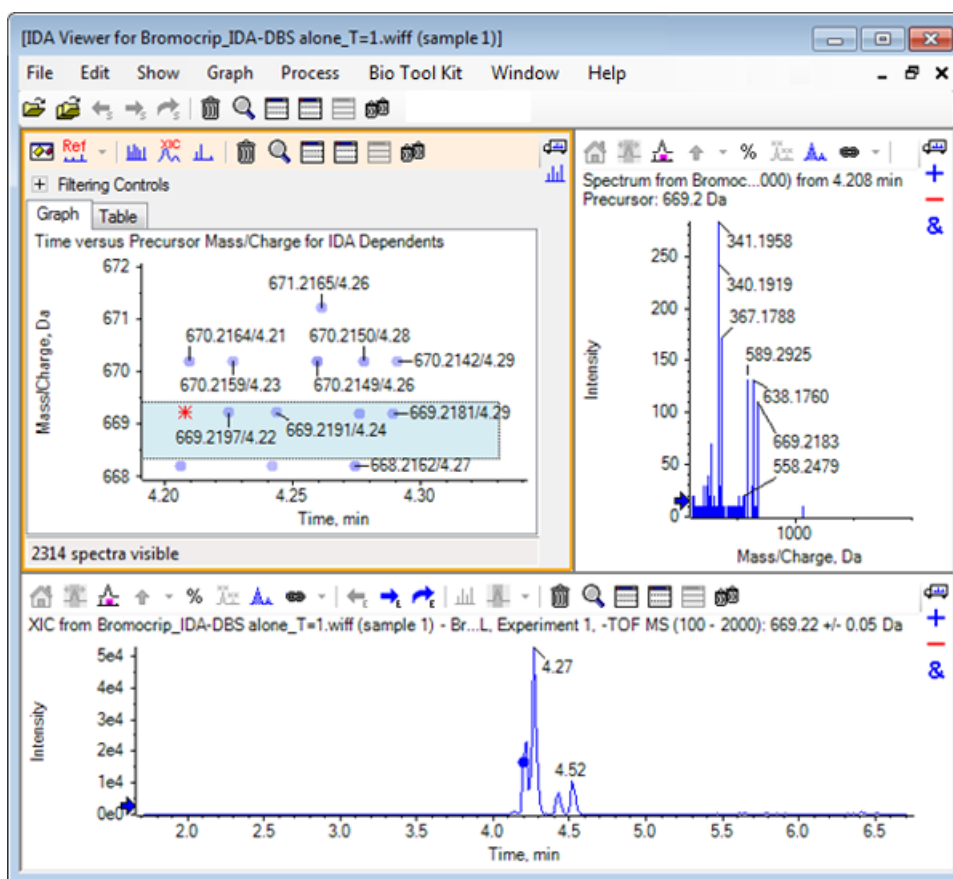 [IDA Viewer for Bromocrip_IDA-DBS alone_T=1.wiff (sample 1)]
File Edit Show Graph Process Bio Tool Kit Window Help
Ref
XIC
Filtering Controls
Graph Table
Time versus Precursor Mass/Charge for IDA Dependents
Mass/Charge, Da
672
671
670
669
668
671.2165/4.26
670.2164/4.21
670.2150/4.28
670.2142/4.29
670.2159/4.23
670.2149/4.26
669.2181/4.29
669.2197/4.22
669.2191/4.24
668.2162/4.27
4.20 4.25 4.30
Time, min
2314 spectra visible
%
&
Spectrum from Bromoc...000) from 4.208 min
Precursor: 669.2 Da
Intensity
250
200
150
100
50
0
341.1958
340.1919
367.1788
589.2925
638.1760
669.2183
558.2479
1000
Mass/Charge, Da
%
&
XIC from Bromocrip_IDA-DBS alone_T=1.wiff (sample 1) - Br...L, Experiment 1, -TOF MS (100 - 2000): 669.22 +/- 0.05 Da
Intensity
5e4
4e4
3e4
2e4
1e4
0e0
4.27
4.52
2.0 2.5 3.0 3.5 4.0 4.5 5.0 5.5 6.0 6.5
Time, min